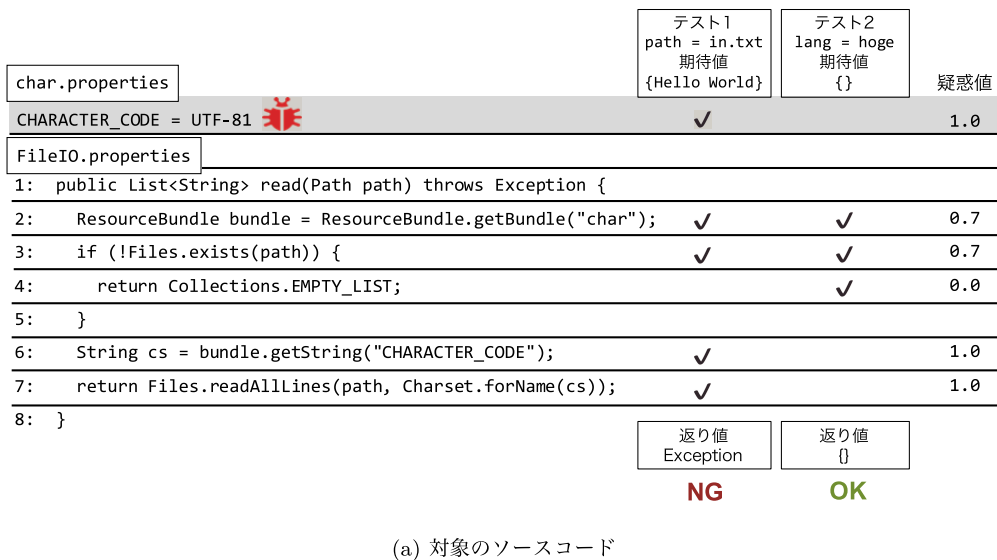 テスト1
path = in.txt
期待値
{Hello World}
テスト2
lang = hoge
期待値
{}
疑惑値
char.properties
CHARACTER_CODE = UTF-81 ✔ 1.0
FileIO.properties
1: public List<String> read(Path path) throws Exception {
2: ResourceBundle bundle = ResourceBundle.getBundle("char"); ✔ ✔ 0.7
3: if (!Files.exists(path)) { ✔ ✔ 0.7
4: return Collections.EMPTY_LIST; ✔ 0.0
5: }
6: String cs = bundle.getString("CHARACTER_CODE"); ✔ 1.0
7: return Files.readAllLines(path, Charset.forName(cs)); ✔ 1.0
8: }
返り値
Exception
返り値
{}
NG
OK
(a) 対象のソースコード